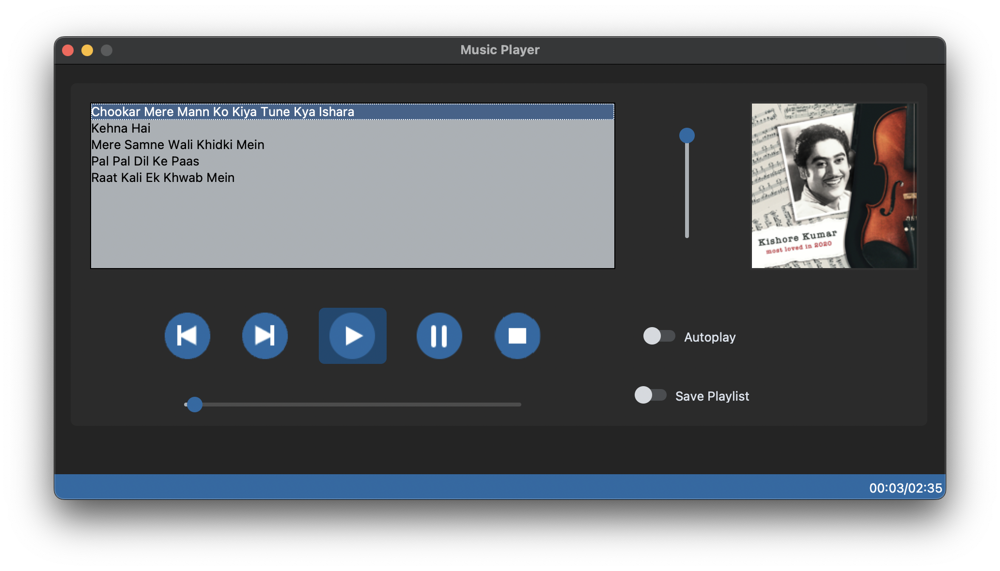 Music Player
Chookar Mere Mann Ko Kiya Tune Kya Ishara
Kehna Hai
Mere Samne Wali Khidki Mein
Pal Pal Dil Ke Paas
Raat Kali Ek Khwab Mein
Kishore Kumar
most loved in 2020
Autoplay
Save Playlist
00:03/02:35